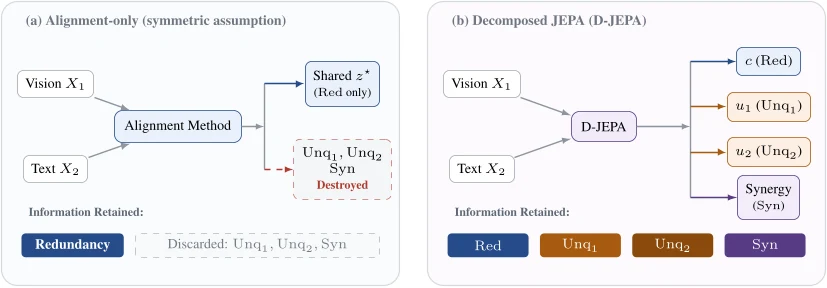 (a) Alignment-only (symmetric assumption)
Vision X₁
Text X₂
Alignment Method
Shared z*
(Red only)
Unq₁, Unq₂
Syn
Destroyed
Information Retained:
Redundancy
Discarded: Unq₁, Unq₂, Syn
(b) Decomposed JEPA (D-JEPA)
Vision X₁
Text X₂
D-JEPA
c (Red)
u₁ (Unq₁)
u₂ (Unq₂)
Synergy
(Syn)
Information Retained:
Red
Unq₁
Unq₂
Syn